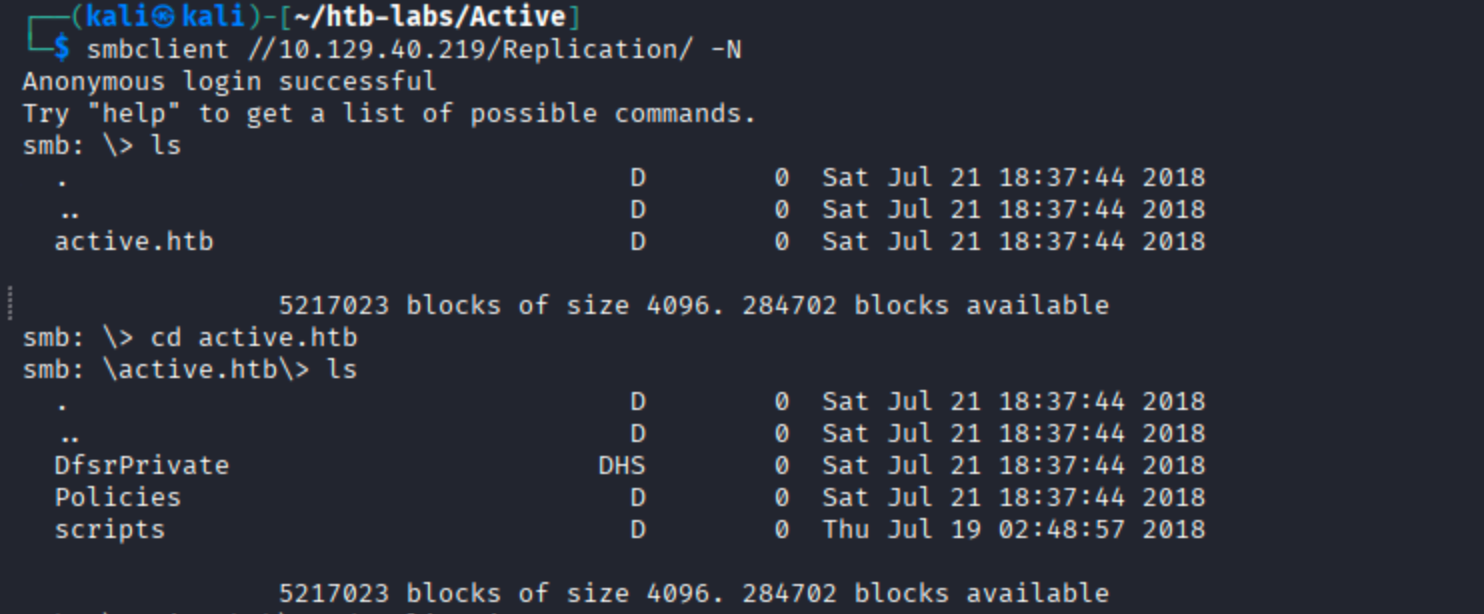 ┌──(kali㉿kali)-[~/htb-labs/Active]
└─$ smbclient //10.129.40.219/Replication/ -N
Anonymous login successful
Try "help" to get a list of possible commands.
smb: \> ls
  .                                   D        0  Sat Jul 21 18:37:44 2018
  ..                                  D        0  Sat Jul 21 18:37:44 2018
  active.htb                          D        0  Sat Jul 21 18:37:44 2018
                5217023 blocks of size 4096. 284702 blocks available
smb: \> cd active.htb
smb: \active.htb\> ls
  .                                   D        0  Sat Jul 21 18:37:44 2018
  ..                                  D        0  Sat Jul 21 18:37:44 2018
  DfsrPrivate                       DHS        0  Sat Jul 21 18:37:44 2018
  Policies                            D        0  Sat Jul 21 18:37:44 2018
  scripts                             D        0  Thu Jul 19 02:48:57 2018
                5217023 blocks of size 4096. 284702 blocks available